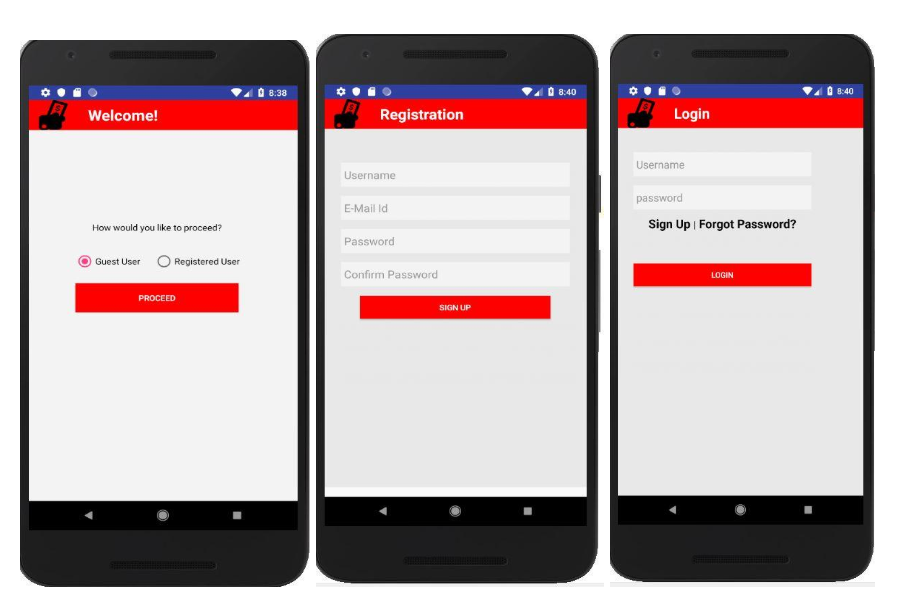 8:38
Welcome!
How would you like to proceed?
Guest User
Registered User
PROCEED
8:40
Registration
Username
E-Mail Id
Password
Confirm Password
SIGN UP
8:40
Login
Username
password
Sign Up | Forgot Password?
LOGIN